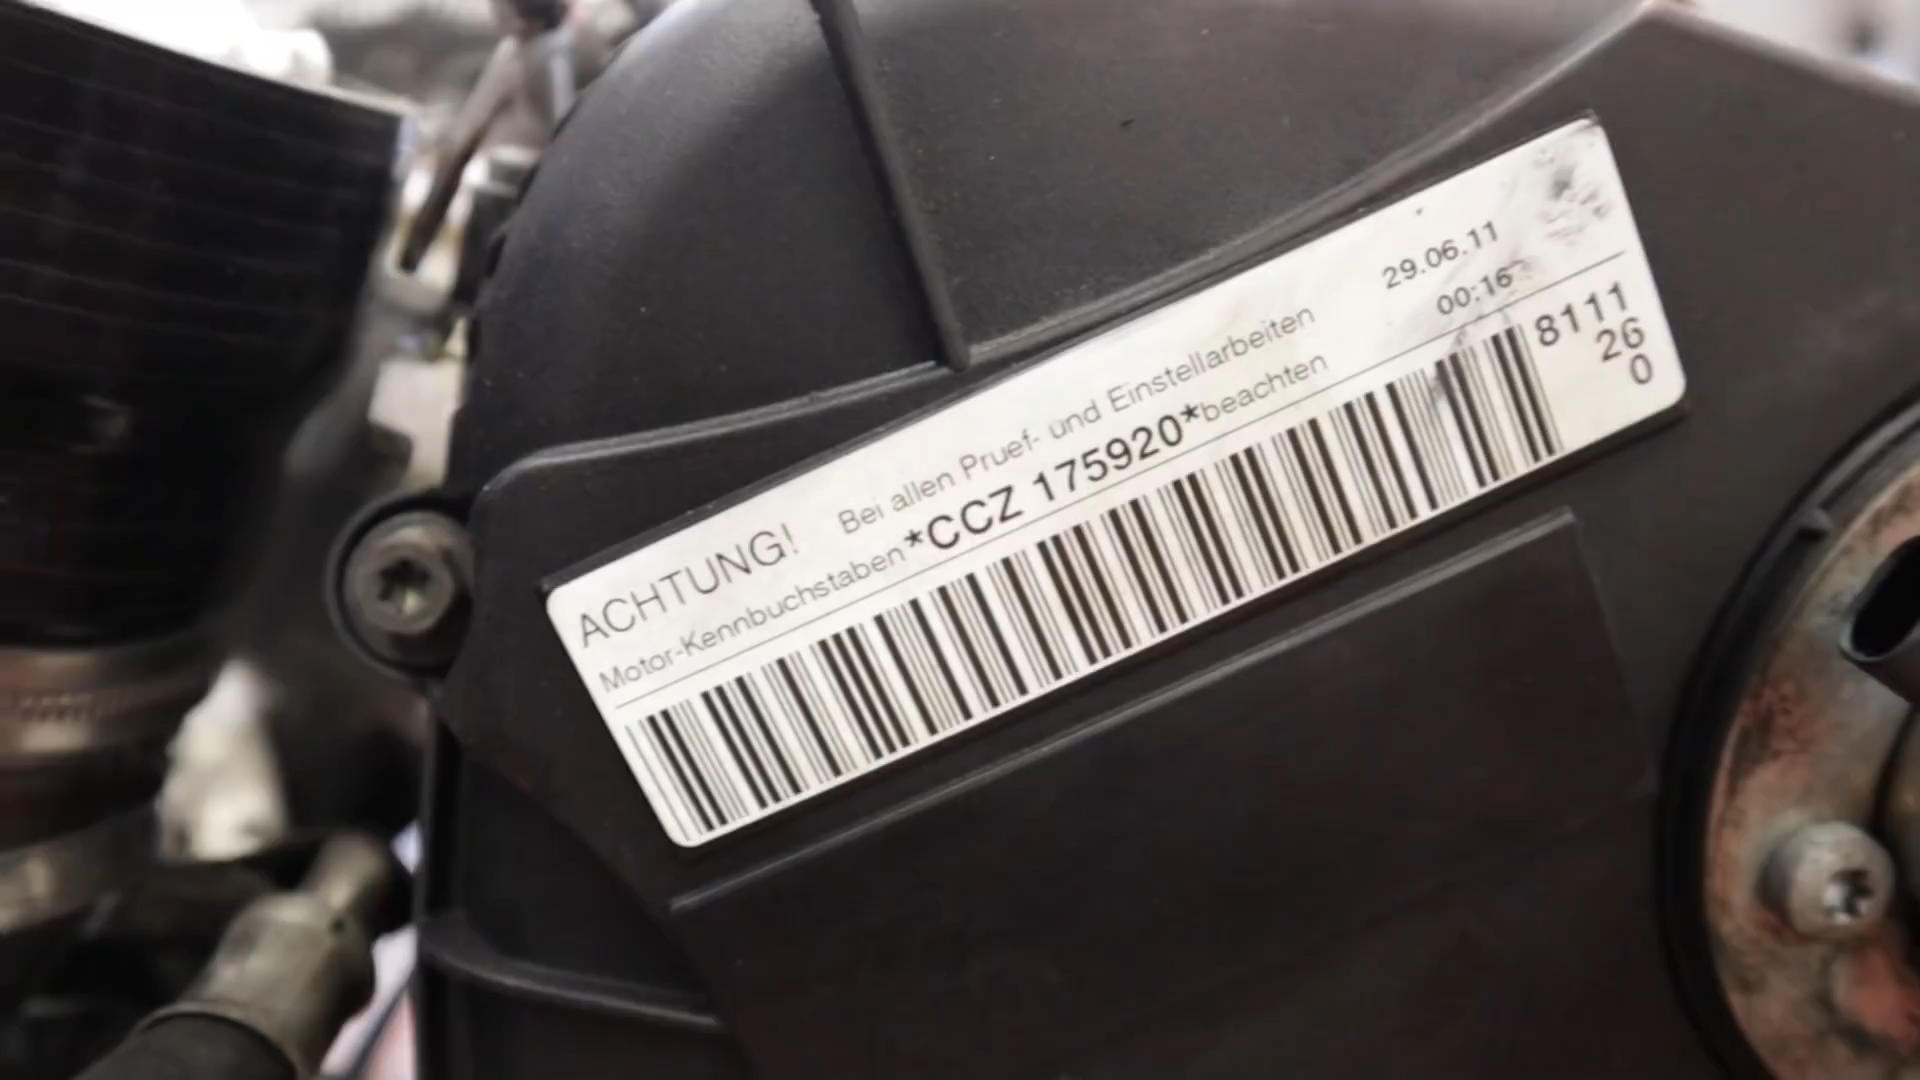 29.06.11
ACHTUNG! Bei allen Pruef- und Einstellarbeiten
00:16
Motor-Kennbuchstaben*CCZ 175920*beachten
8111
26
0